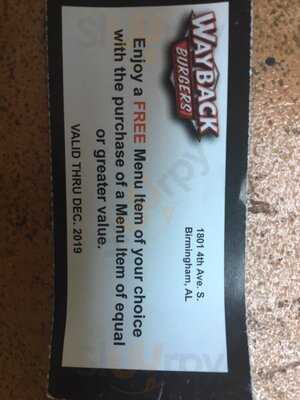 WAYBACK
BURGERS
1801 4th Ave. S.
Birmingham, AL
Enjoy a FREE Menu Item of your choice
with the purchase of a Menu Item of equal
or greater value.
VALID THRU DEC. 2019